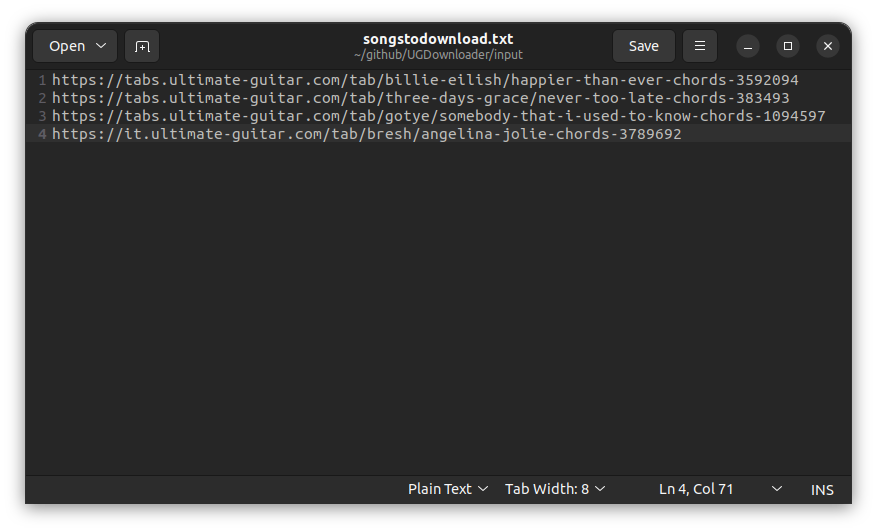 Open
songstodownload.txt
~/github/UGDownloader/input
Save
1 https://tabs.ultimate-guitar.com/tab/billie-eilish/happier-than-ever-chords-3592094
2 https://tabs.ultimate-guitar.com/tab/three-days-grace/never-too-late-chords-383493
3 https://tabs.ultimate-guitar.com/tab/gotye/somebody-that-i-used-to-know-chords-1094597
4 https://it.ultimate-guitar.com/tab/bresh/angelina-jolie-chords-3789692
Plain Text Tab Width: 8 Ln 4, Col 71 INS